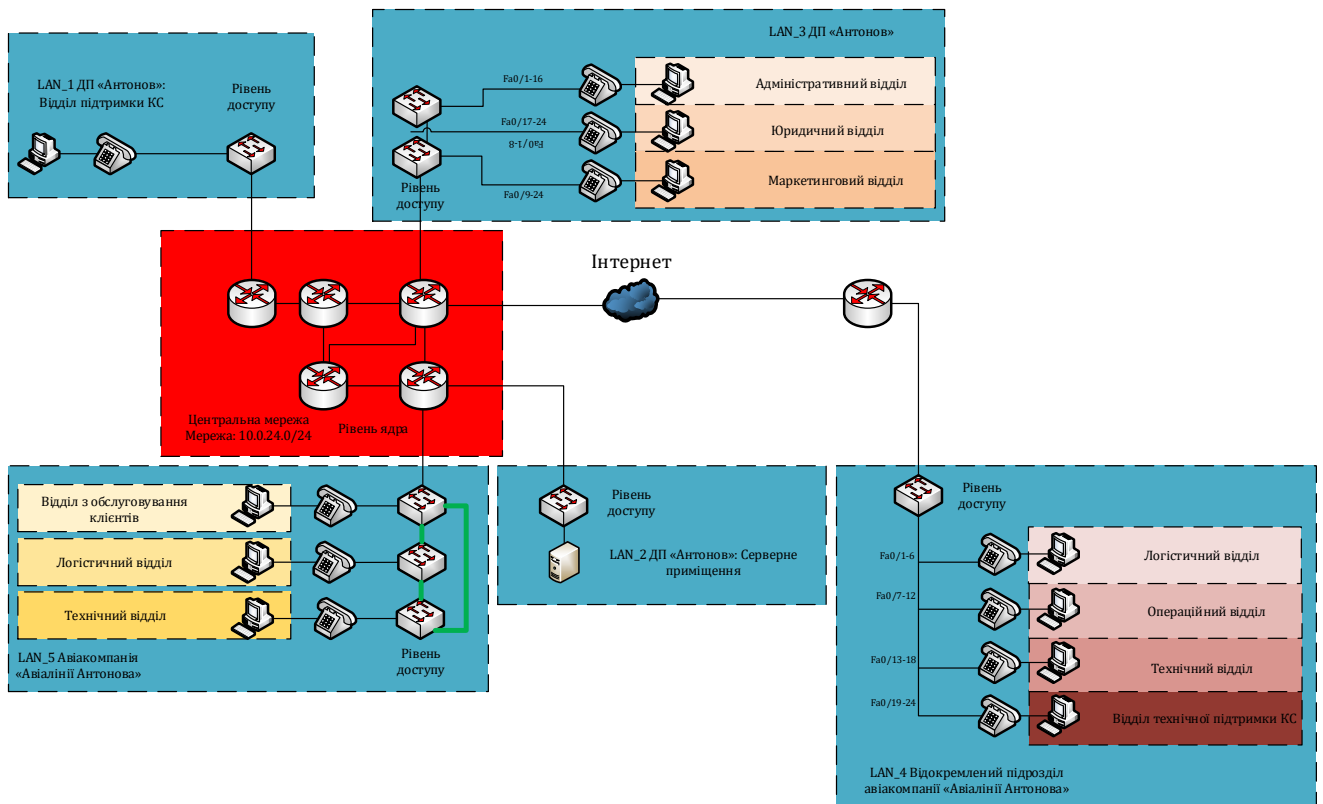 LAN_1 ДП «Антонов»:
Відділ підтримки КС
Рівень
доступу
LAN_3 ДП «Антонов»
Fa0/1-16
Адміністративний відділ
Fa0/17-24
Fa0/1-8
Юридичний відділ
Fa0/9-24
Маркетинговий відділ
Рівень
доступу
Інтернет
Центральна мережа
Мережа: 10.0.24.0/24
Рівень ядра
Відділ з обслуговування
клієнтів
Логістичний відділ
Технічний відділ
LAN_5 Авіакомпанія
«Авіалінії Антонова»
Рівень
доступу
Рівень
доступу
LAN_2 ДП «Антонов»: Серверне
приміщення
Рівень
доступу
Fa0/1-6
Логістичний відділ
Fa0/7-12
Операційний відділ
Fa0/13-18
Технічний відділ
Fa0/19-24
Відділ технічної підтримки КС
LAN_4 Відокремлений підрозділ
авіакомпанії «Авіалінії Антонова»